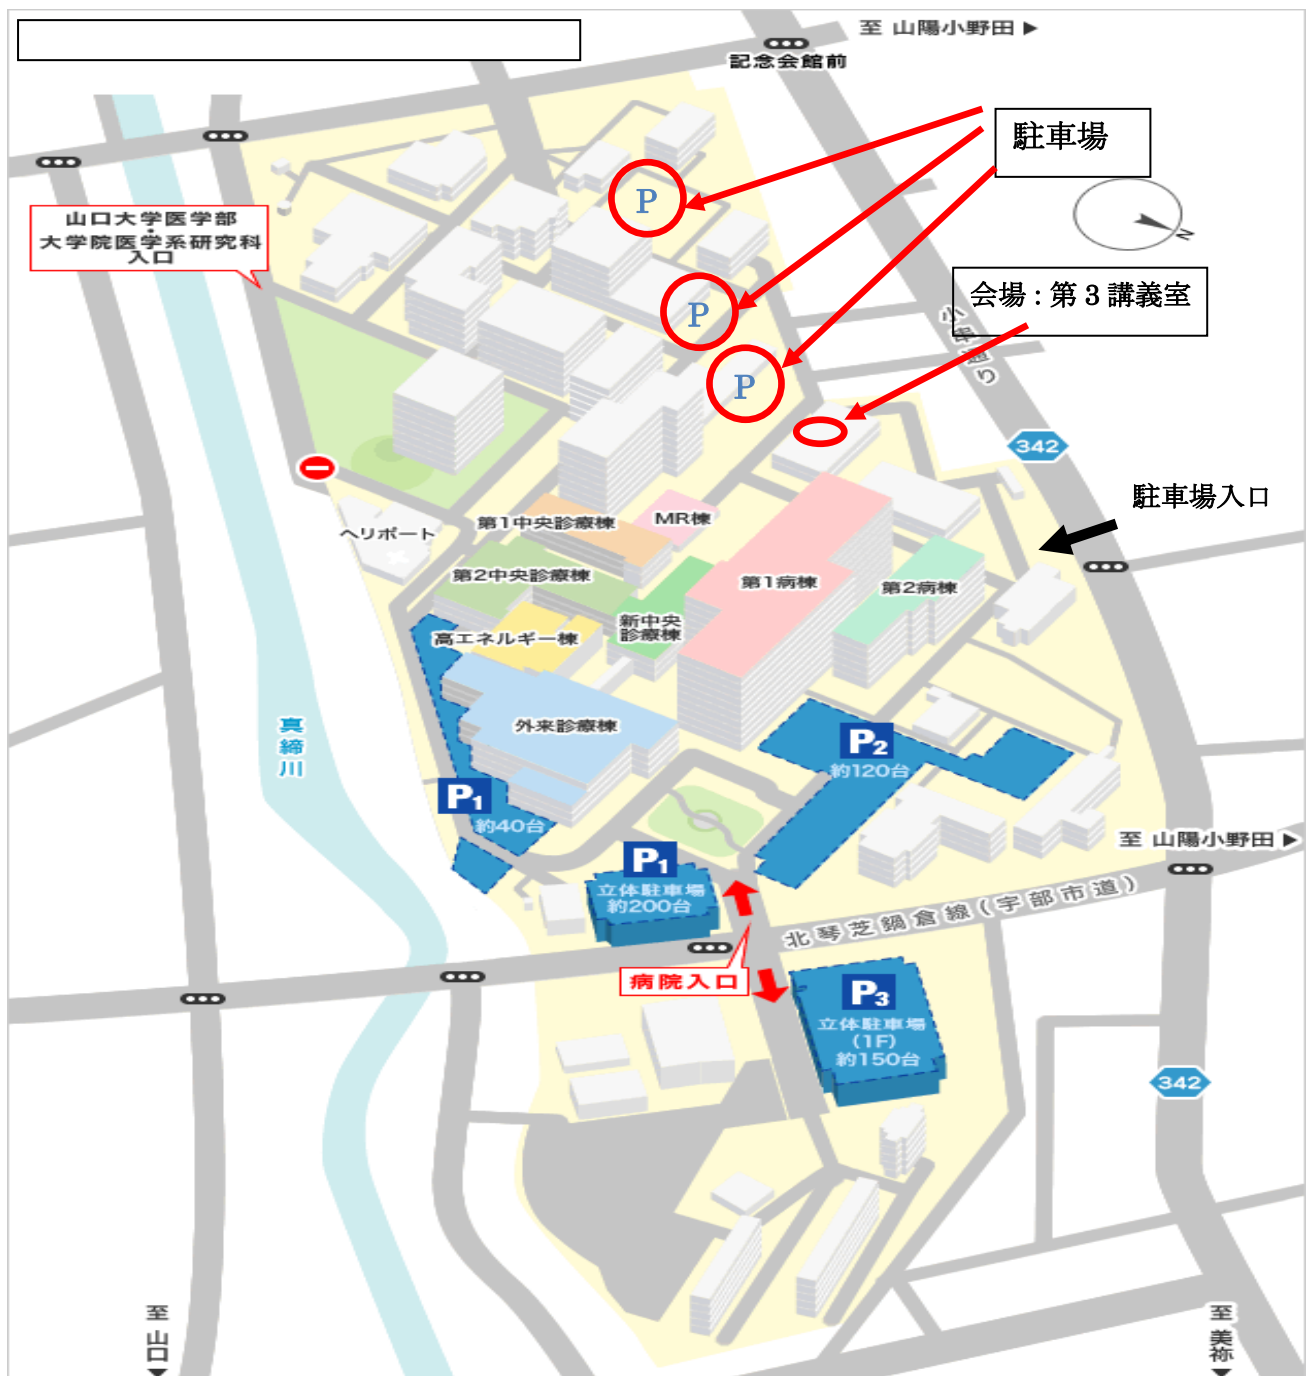 至 山陽小野田 ▶
記念会館前
駐車場
P
P
P
N
山口大学医学部
・
大学院医学系研究科
入口
会場：第３講義室
小串通り
342
駐車場入口
ヘリポート
第1中央診療棟
MR棟
第2中央診療棟
第1病棟
第2病棟
新中央
診療棟
高エネルギー棟
外来診療棟
真締川
P2
約120台
P1
約40台
P1
立体駐車場
約200台
至 山陽小野田 ▶
北琴芝鍋倉線（宇部市道）
病院入口
P3
立体駐車場
(1F)
約150台
342
至 山口 ▼
至 美祢 ▼